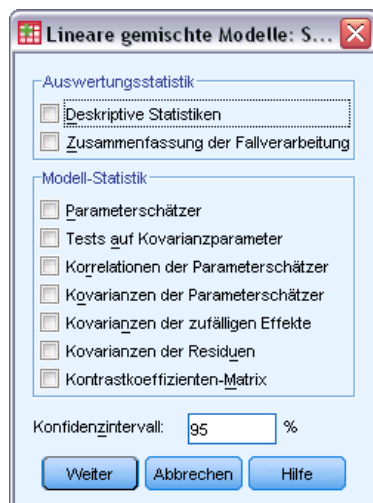 Lineare gemischte Modelle: S...
Auswertungsstatistik
Deskriptive Statistiken
Zusammenfassung der Fallverarbeitung
Modell-Statistik
Parameterschätzer
Tests auf Kovarianzparameter
Korrelationen der Parameterschätzer
Kovarianzen der Parameterschätzer
Kovarianzen der zufälligen Effekte
Kovarianzen der Residuen
Kontrastkoeffizienten-Matrix
Konfidenzintervall: 95 %
Weiter Abbrechen Hilfe